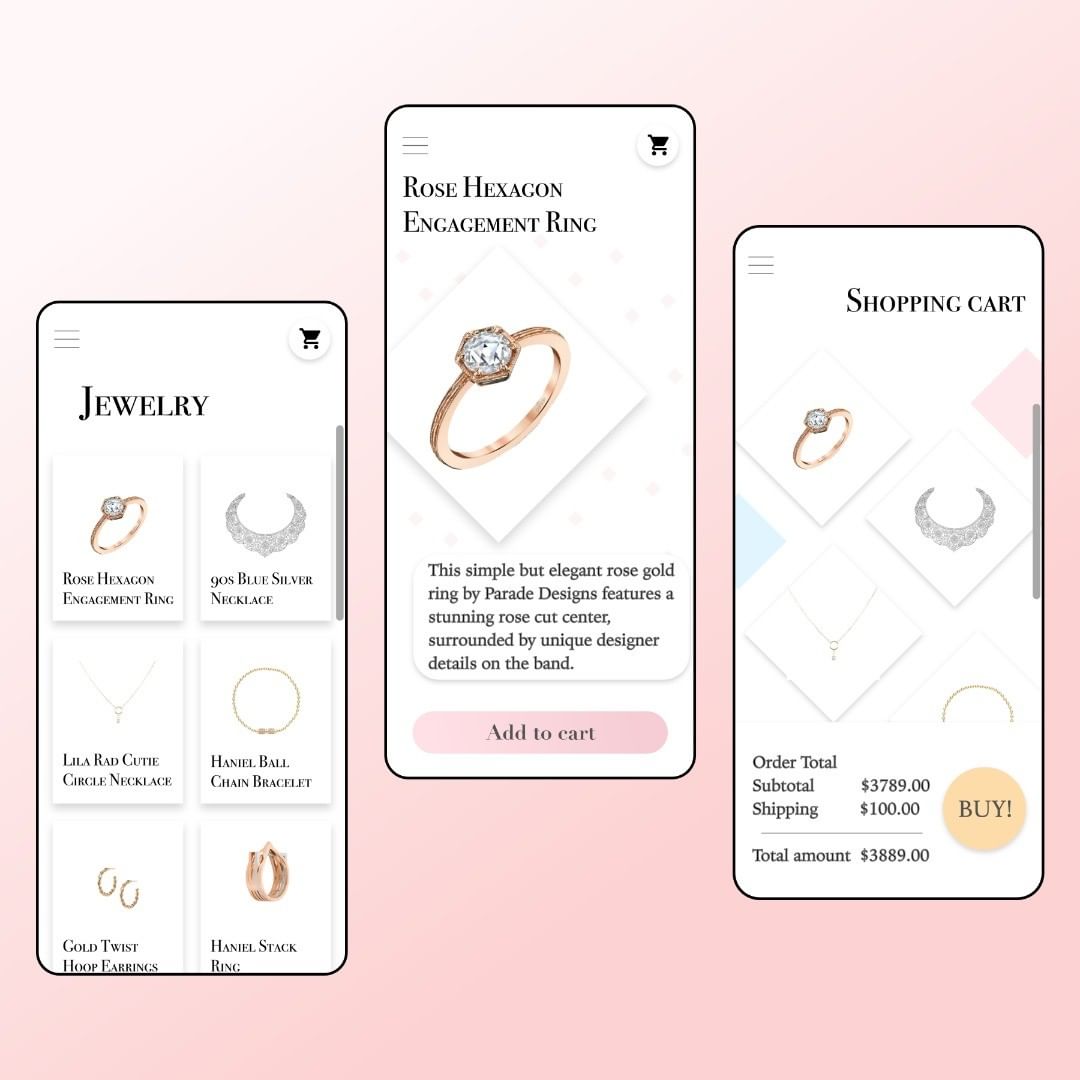 Jewelry
Rose Hexagon
Engagement Ring
90s Blue Silver
Necklace
Lila Rad Cutie
Circle Necklace
Haniel Ball
Chain Bracelet
Gold Twist
Hoop Earrings
Haniel Stack
Ring
Rose Hexagon
Engagement Ring
This simple but elegant rose gold
ring by Parade Designs features a
stunning rose cut center,
surrounded by unique designer
details on the band.
Add to cart
Shopping cart
Order Total
Subtotal $3789.00
Shipping $100.00
Total amount $3889.00
BUY!